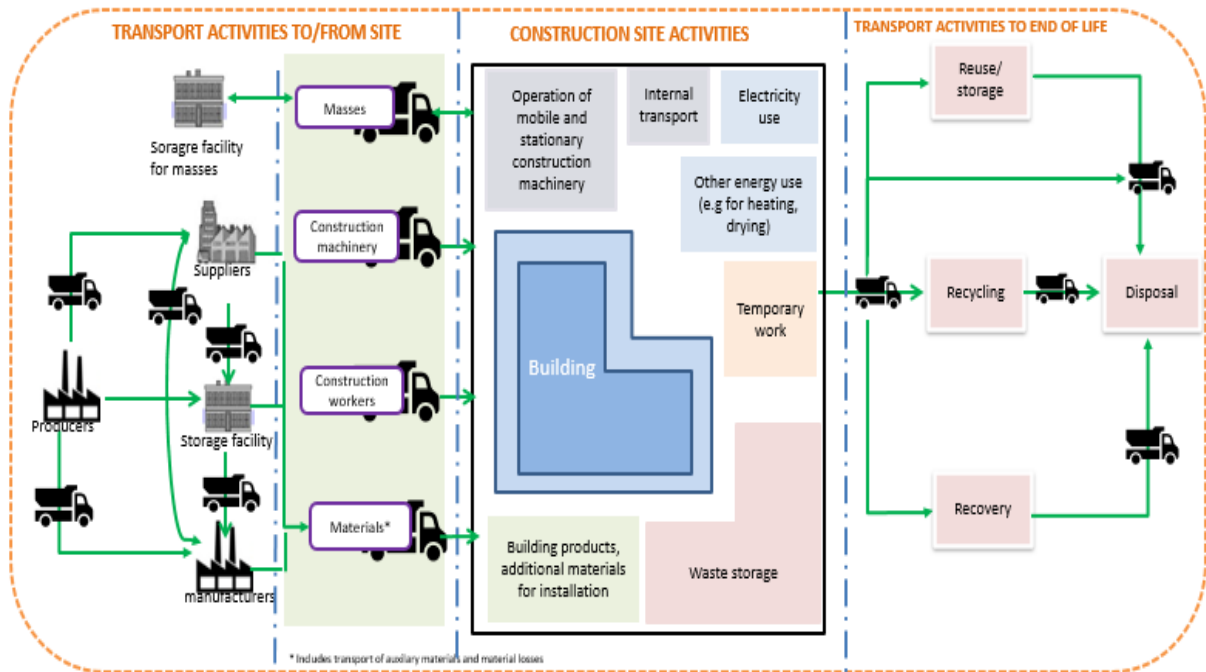 TRANSPORT ACTIVITIES TO/FROM SITE
CONSTRUCTION SITE ACTIVITIES
TRANSPORT ACTIVITIES TO END OF LIFE
Soragre facility
for masses
Suppliers
Producers
Storage facility
manufacturers
Masses
Construction
machinery
Construction
workers
Materials*
Operation of
mobile and
stationary
construction
machinery
Internal
transport
Electricity
use
Other energy use
(e.g for heating,
drying)
Temporary
work
Building
Building products,
additional materials
for installation
Waste storage
Reuse/
storage
Recycling
Disposal
Recovery
* Includes transport of auxilary materials and material losses